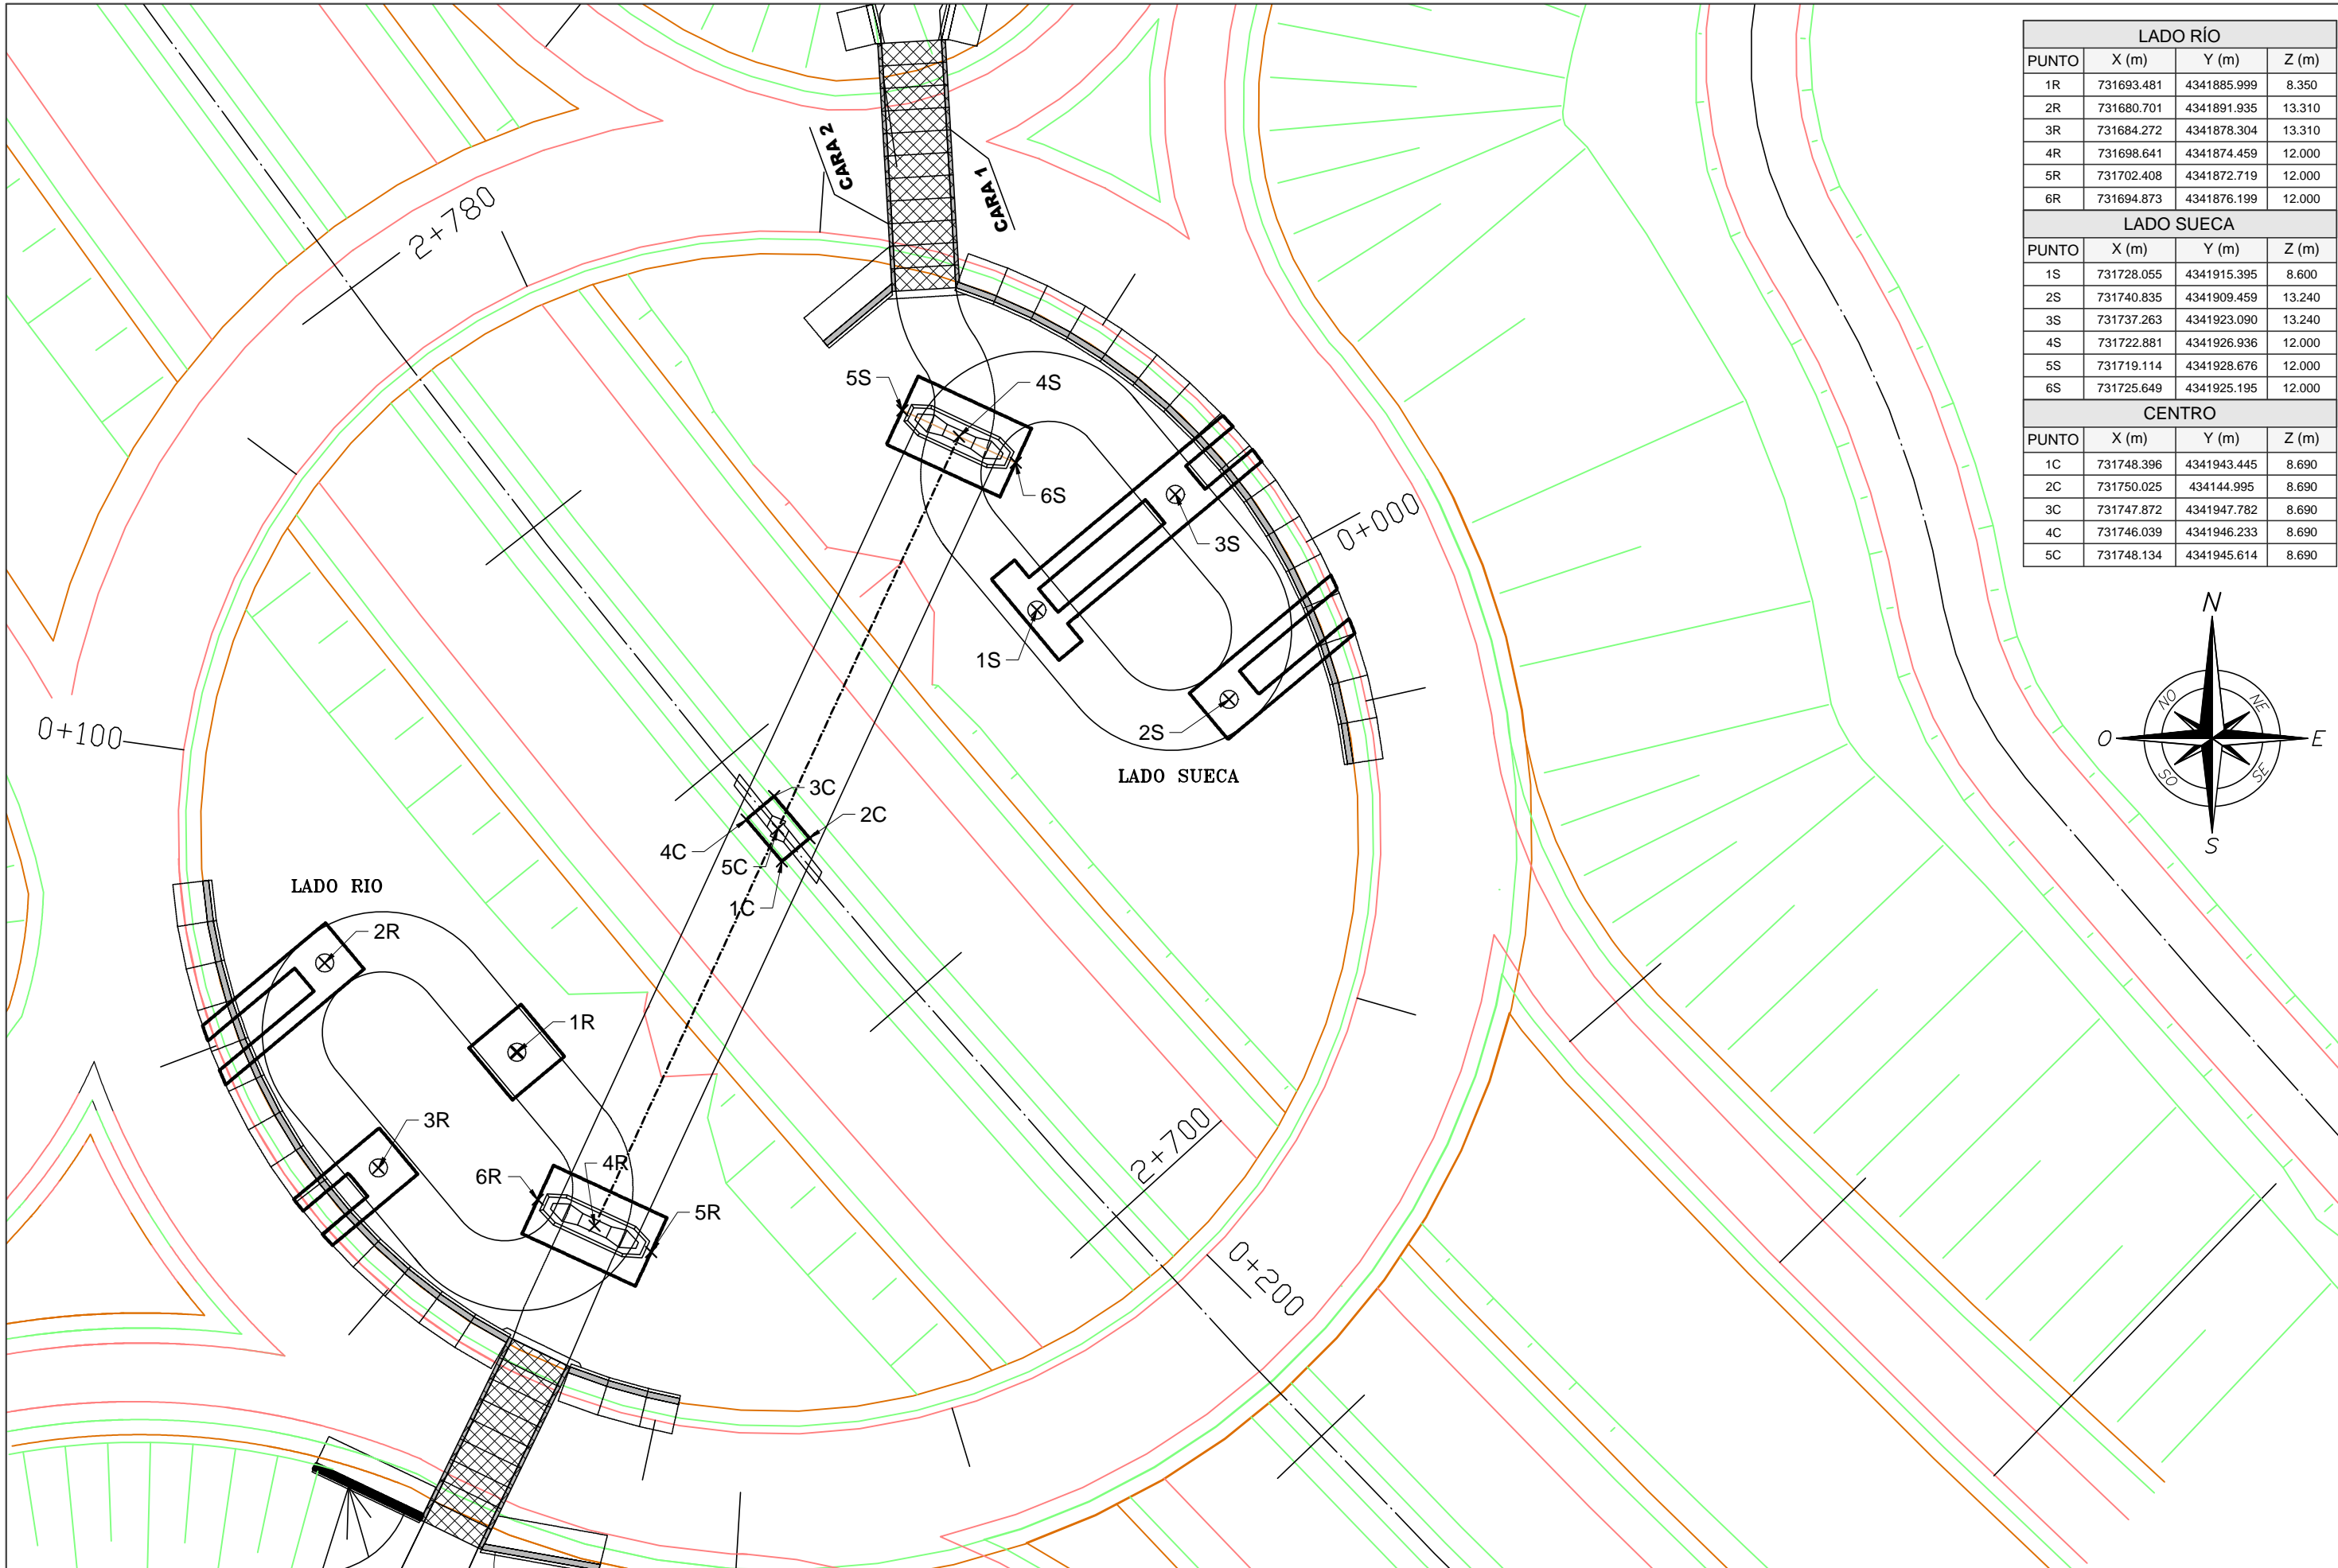 LADO RÍO
PUNTO X (m) Y (m) Z (m)
1R 731693.481 4341885.999 8.350
2R 731680.701 4341891.935 13.310
3R 731684.272 4341878.304 13.310
4R 731698.641 4341874.459 12.000
5R 731702.408 4341872.719 12.000
6R 731694.873 4341876.199 12.000
LADO SUECA
PUNTO X (m) Y (m) Z (m)
1S 731728.055 4341915.395 8.600
2S 731740.835 4341909.459 13.240
3S 731737.263 4341923.090 13.240
4S 731722.881 4341926.936 12.000
5S 731719.114 4341928.676 12.000
6S 731725.649 4341925.195 12.000
CENTRO
PUNTO X (m) Y (m) Z (m)
1C 731748.396 4341943.445 8.690
2C 731750.025 434144.995 8.690
3C 731747.872 4341947.782 8.690
4C 731746.039 4341946.233 8.690
5C 731748.134 4341945.614 8.690
CARA 2
CARA 1
2+780
5S
4S
6S
3S
0+000
1S
2S
LADO SUECA
0+100
3C
2C
4C
5C
1C
LADO RIO
2R
1R
3R
4R
6R
5R
2+700
0+200
N
NO
NE
O
E
SO
SE
S